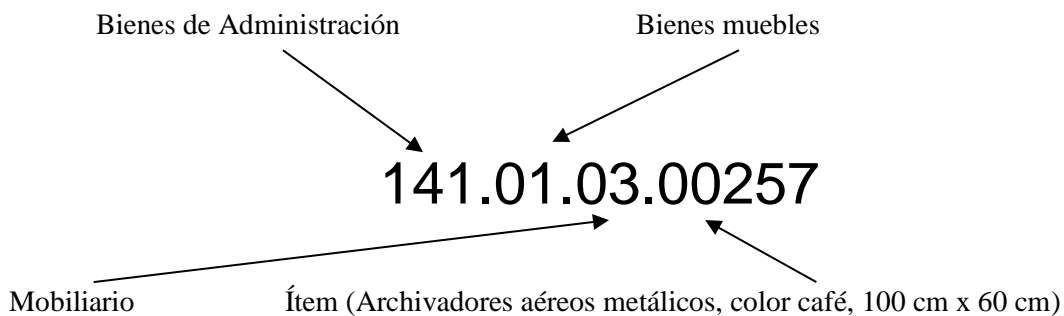 Bienes de Administración Bienes muebles
141.01.03.00257
Mobiliario Ítem (Archivadores aéreos metálicos, color café, 100 cm x 60 cm)